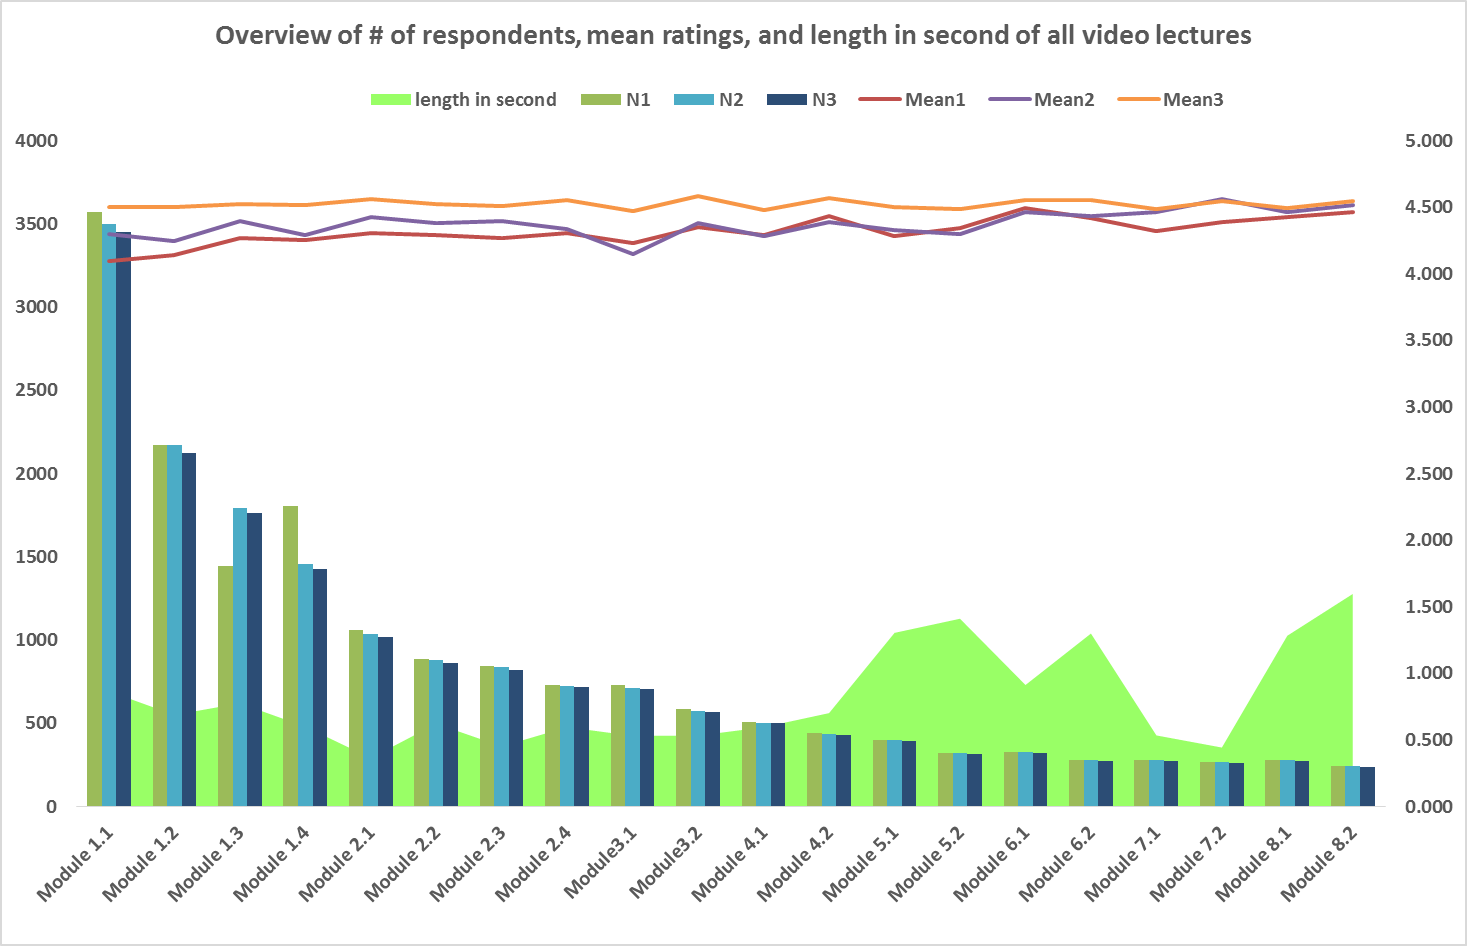 Overview of # of respondents, mean ratings, and length in second of all video lectures
length in second N1 N2 N3 Mean1 Mean2 Mean3
4000 5.000
3500 4.500
3000 4.000
2500 3.500
2000 3.000
1500 2.500
1000 2.000
500 1.500
0 1.000
0.500
0.000
Module 1.1
Module 1.2
Module 1.3
Module 1.4
Module 2.1
Module 2.2
Module 2.3
Module 2.4
Module3.1
Module3.2
Module 4.1
Module 4.2
Module 5.1
Module 5.2
Module 6.1
Module 6.2
Module 7.1
Module 7.2
Module 8.1
Module 8.2